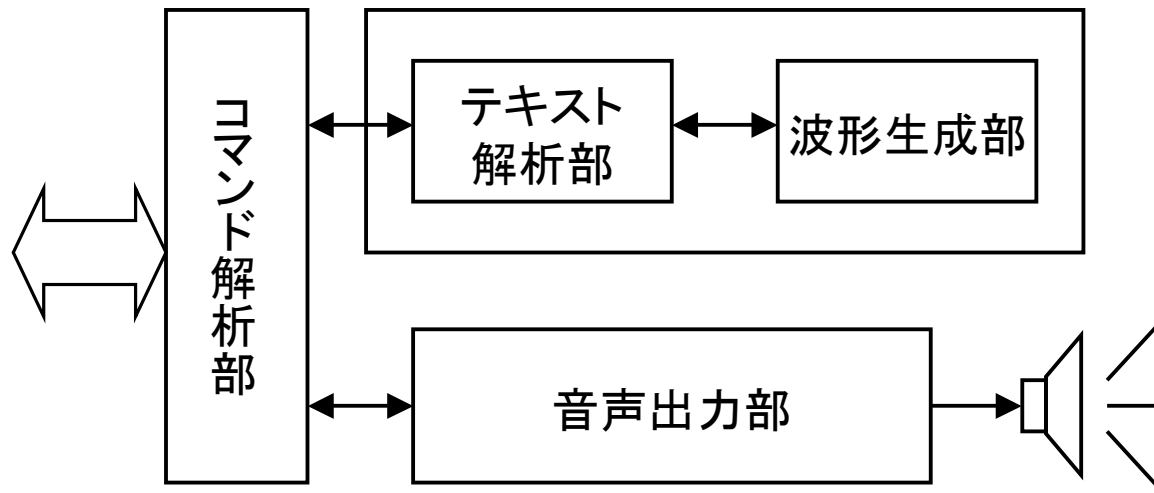 コマンド解析部
テキスト
解析部
波形生成部
音声出力部